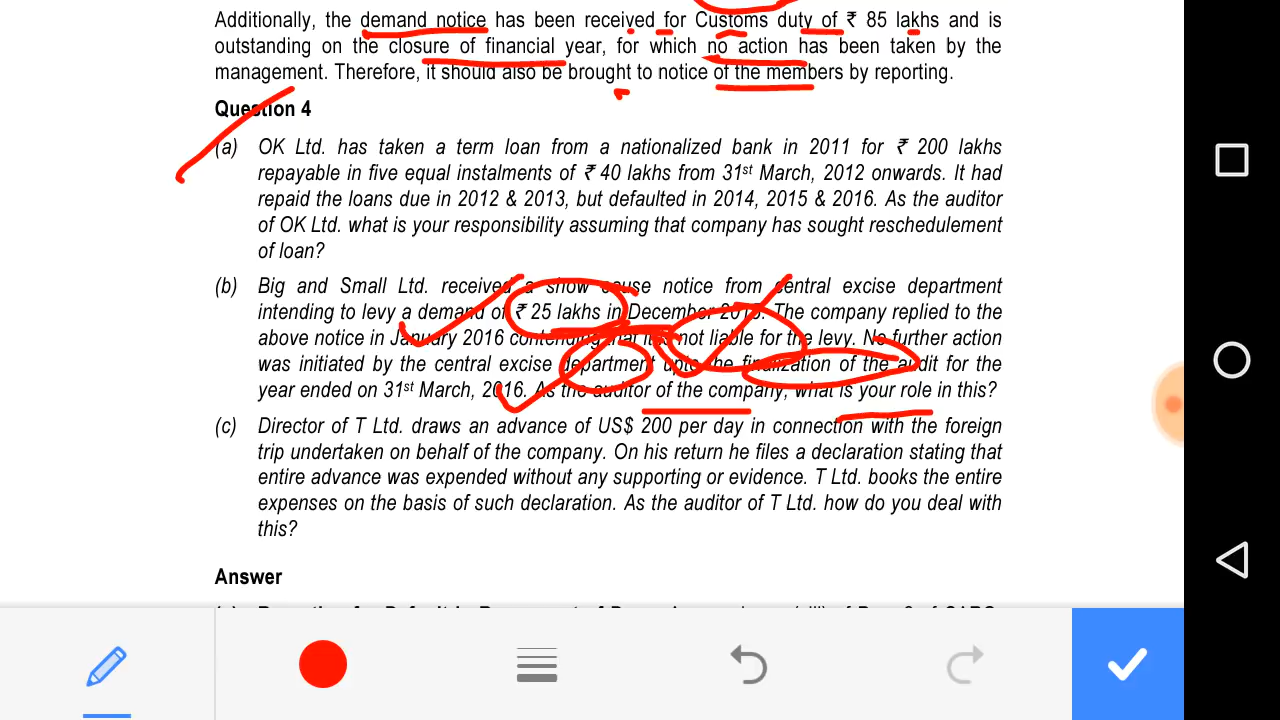 Additionally, the demand notice has been received for Customs duty of ₹ 85 lakhs and is
outstanding on the closure of financial year, for which no action has been taken by the
management. Therefore, it should also be brought to notice of the members by reporting.
Question 4
(a) OK Ltd. has taken a term loan from a nationalized bank in 2011 for ₹ 200 lakhs
repayable in five equal instalments of ₹ 40 lakhs from 31st March, 2012 onwards. It had
repaid the loans due in 2012 & 2013, but defaulted in 2014, 2015 & 2016. As the auditor
of OK Ltd. what is your responsibility assuming that company has sought reschedulement
of loan?
(b) Big and Small Ltd. received a show cause notice from central excise department
intending to levy a demand of ₹ 25 lakhs in December 2015. The company replied to the
above notice in January 2016 contending that it is not liable for the levy. No further action
was initiated by the central excise department upto the finalization of the audit for the
year ended on 31st March, 2016. As the auditor of the company, what is your role in this?
(c) Director of T Ltd. draws an advance of US$ 200 per day in connection with the foreign
trip undertaken on behalf of the company. On his return he files a declaration stating that
entire advance was expended without any supporting or evidence. T Ltd. books the entire
expenses on the basis of such declaration. As the auditor of T Ltd. how do you deal with
this?
Answer